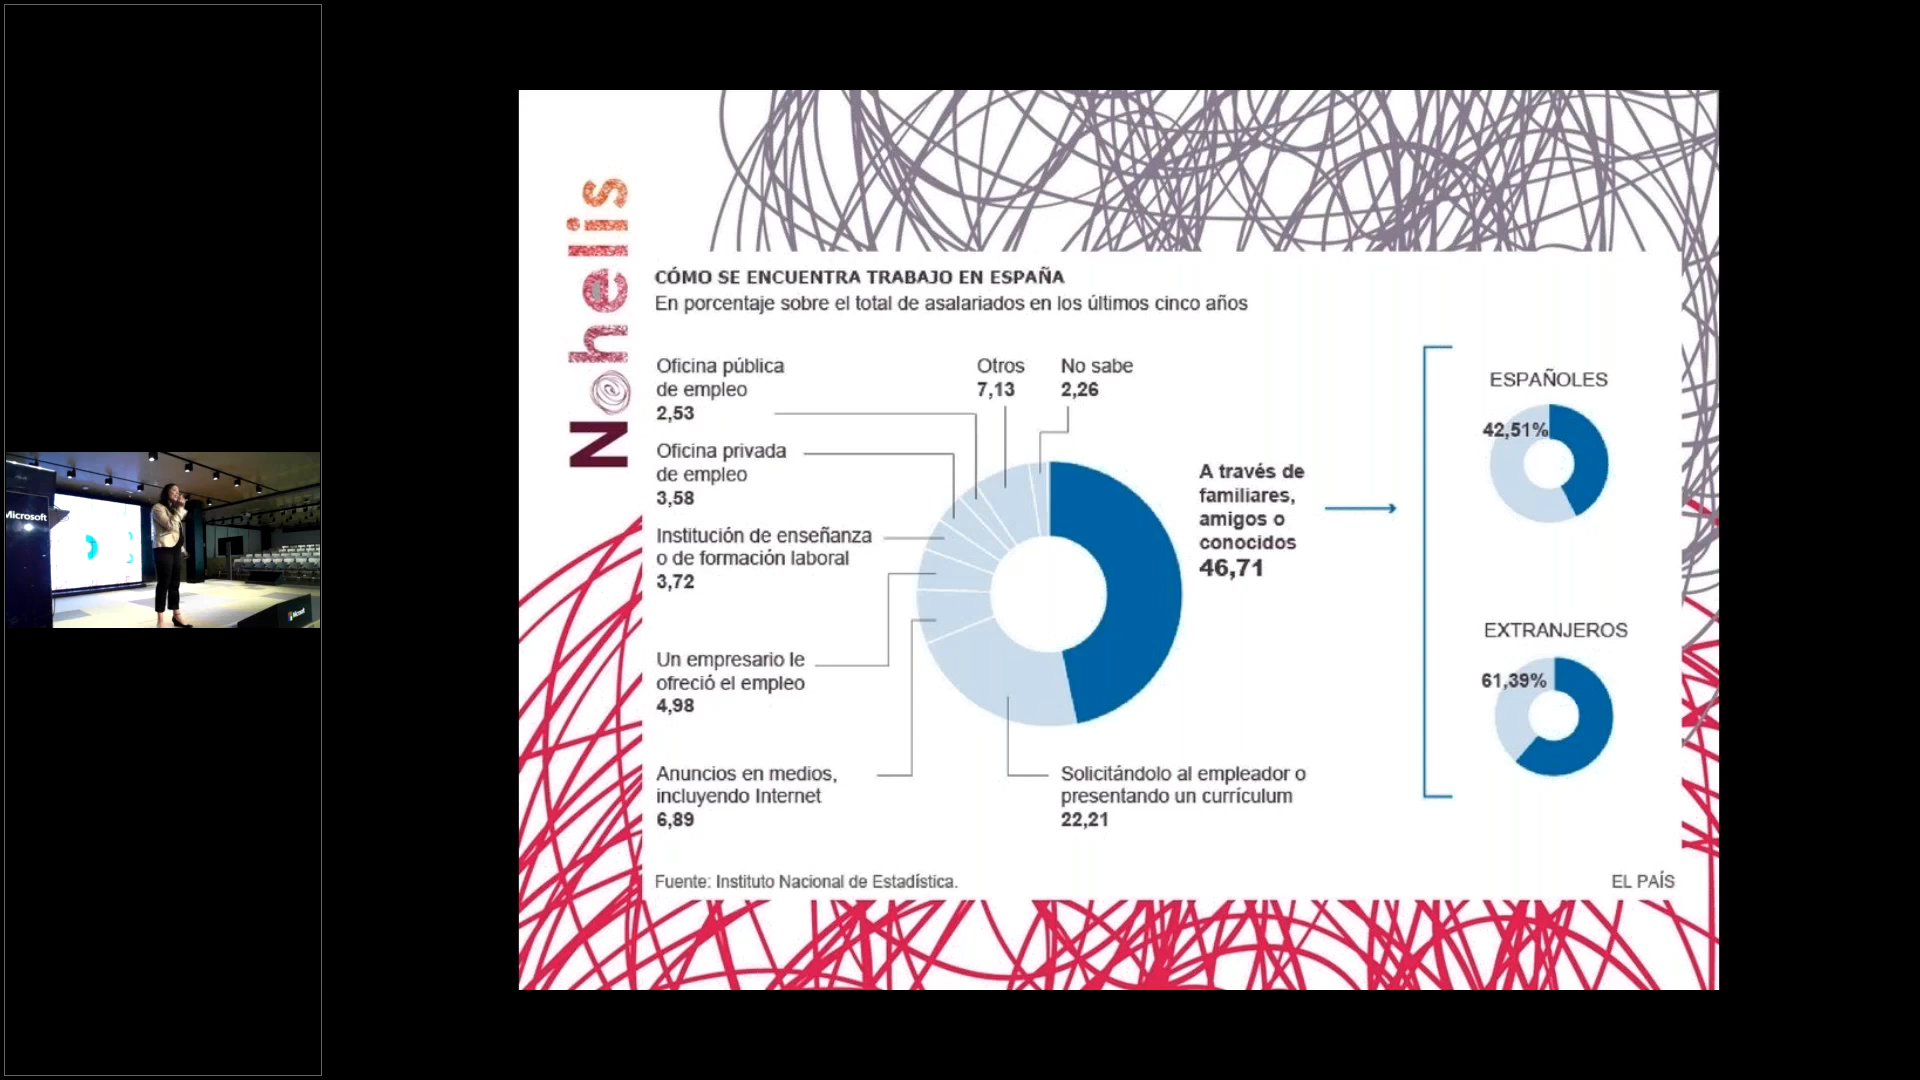 Microsoft
Nohelis
CÓMO SE ENCUENTRA TRABAJO EN ESPAÑA
En porcentaje sobre el total de asalariados en los últimos cinco años
Oficina pública
de empleo
2,53
Otros
7,13
No sabe
2,26
Oficina privada
de empleo
3,58
Institución de enseñanza
o de formación laboral
3,72
Un empresario le
ofreció el empleo
4,98
Anuncios en medios,
incluyendo Internet
6,89
Solicitándolo al empleador o
presentando un currículum
22,21
A través de
familiares,
amigos o
conocidos
46,71
ESPAÑOLES
42,51%
EXTRANJEROS
61,39%
Fuente: Instituto Nacional de Estadística.
EL PAÍS
Microsoft